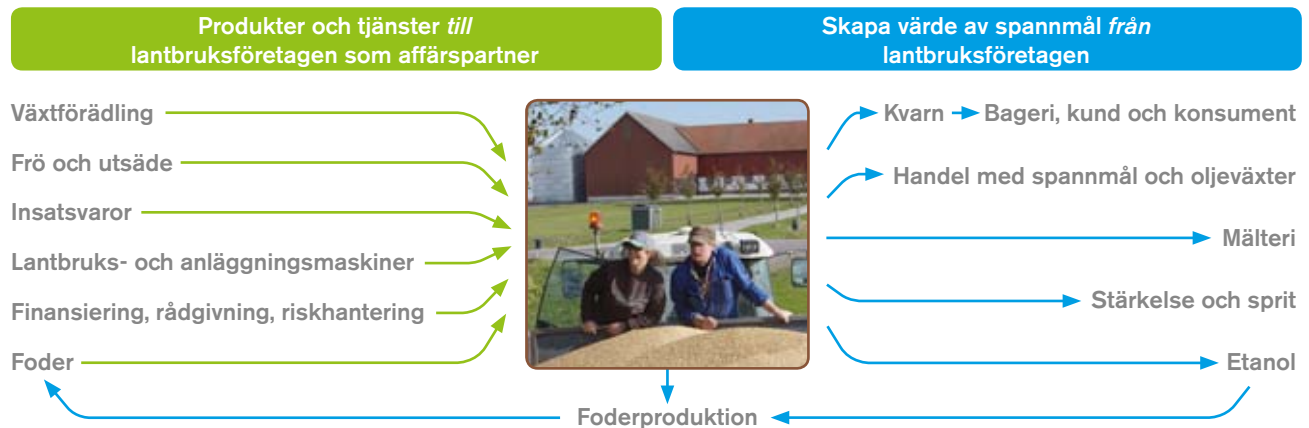 Produkter och tjänster till
lantbruksföretagen som affärspartner
Skapa värde av spannmål från
lantbruksföretagen
Växtförädling
Frö och utsäde
Insatsvaror
Lantbruks- och anläggningsmaskiner
Finansiering, rådgivning, riskhantering
Foder
Kvarn
Bageri, kund och konsument
Handel med spannmål och oljeväxter
Mälteri
Stärkelse och sprit
Etanol
Foderproduktion